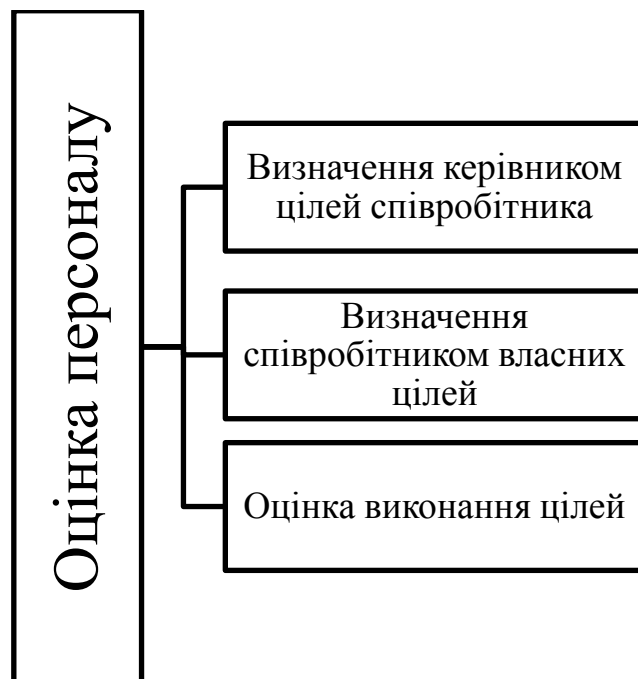 Оцінка персоналу
Визначення керівником
цілей співробітника
Визначення
співробітником власних
цілей
Оцінка виконання цілей